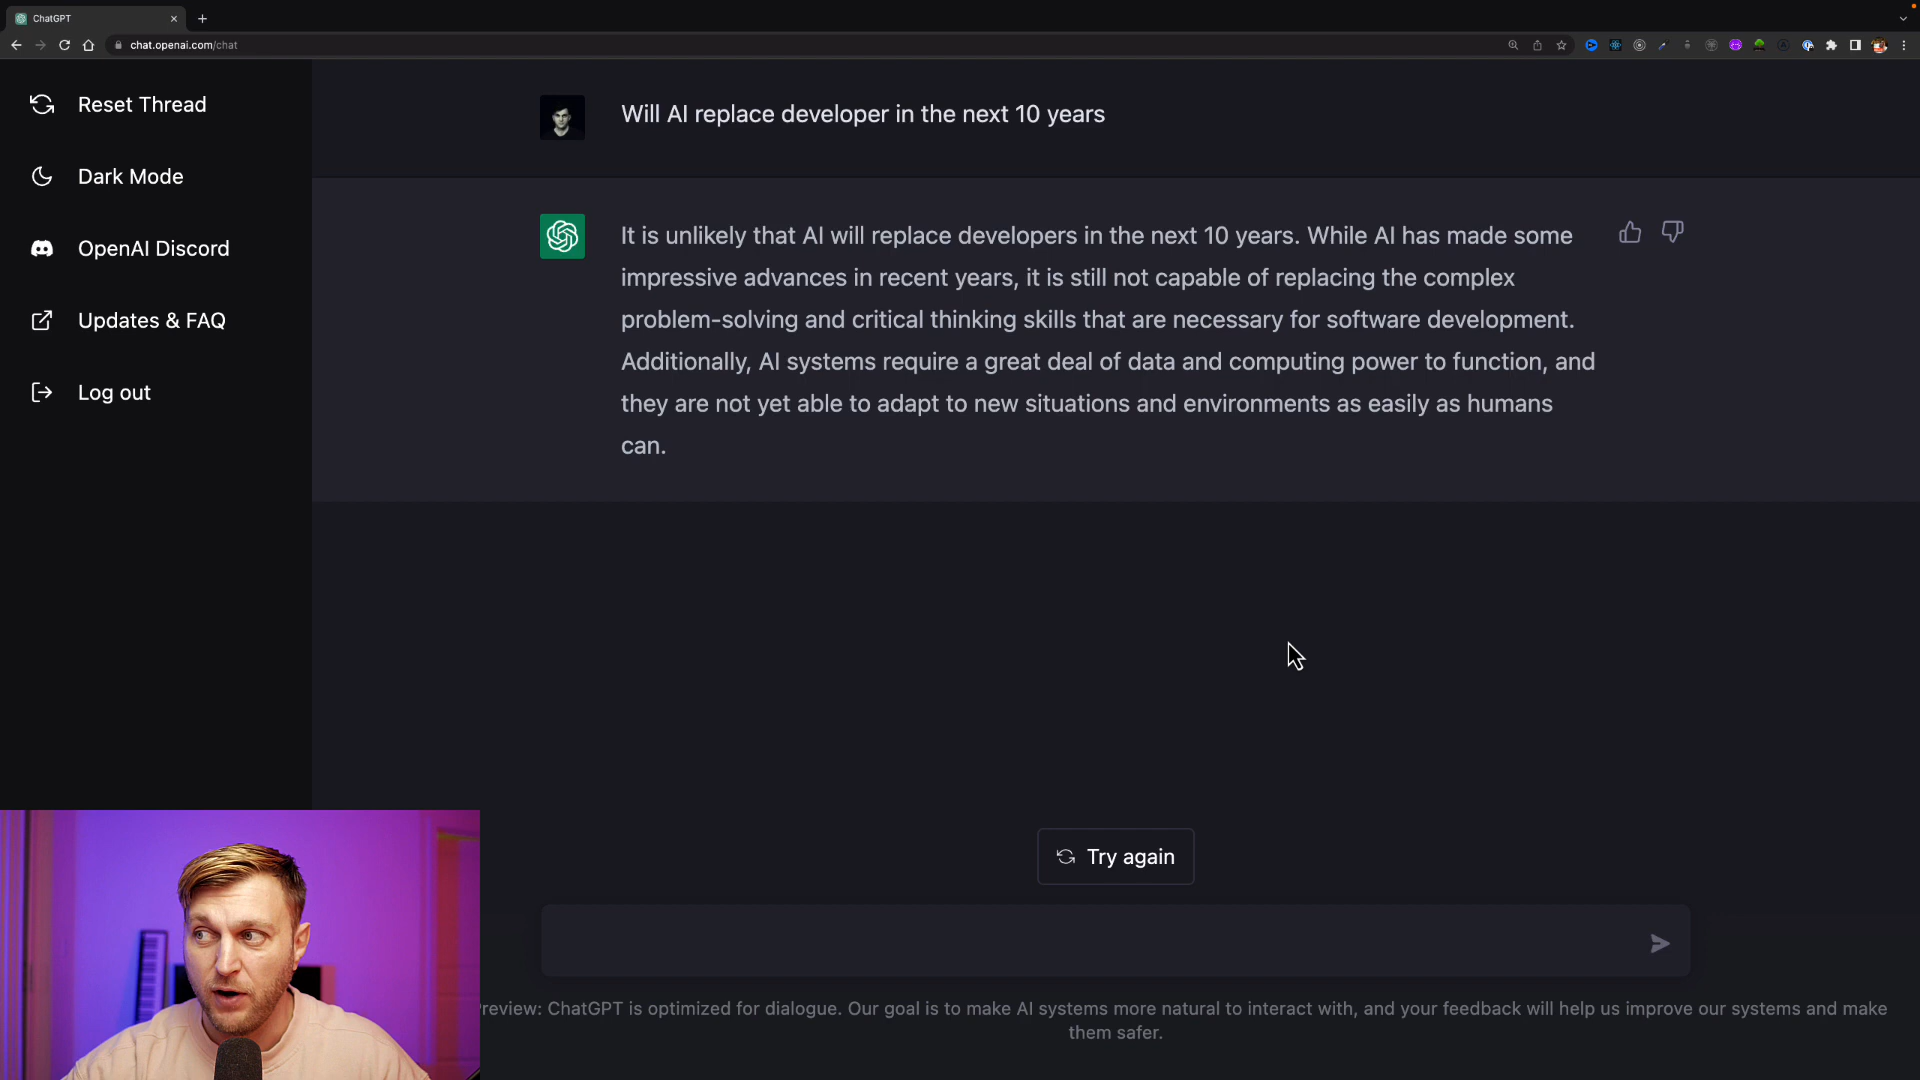 ChatGPT
chat.openai.com/chat
Reset Thread
Dark Mode
OpenAI Discord
Updates & FAQ
Log out
Will AI replace developer in the next 10 years
It is unlikely that AI will replace developers in the next 10 years. While AI has made some
impressive advances in recent years, it is still not capable of replacing the complex
problem-solving and critical thinking skills that are necessary for software development.
Additionally, AI systems require a great deal of data and computing power to function, and
they are not yet able to adapt to new situations and environments as easily as humans
can.
Try again
review: ChatGPT is optimized for dialogue. Our goal is to make AI systems more natural to interact with, and your feedback will help us improve our systems and make
them safer.